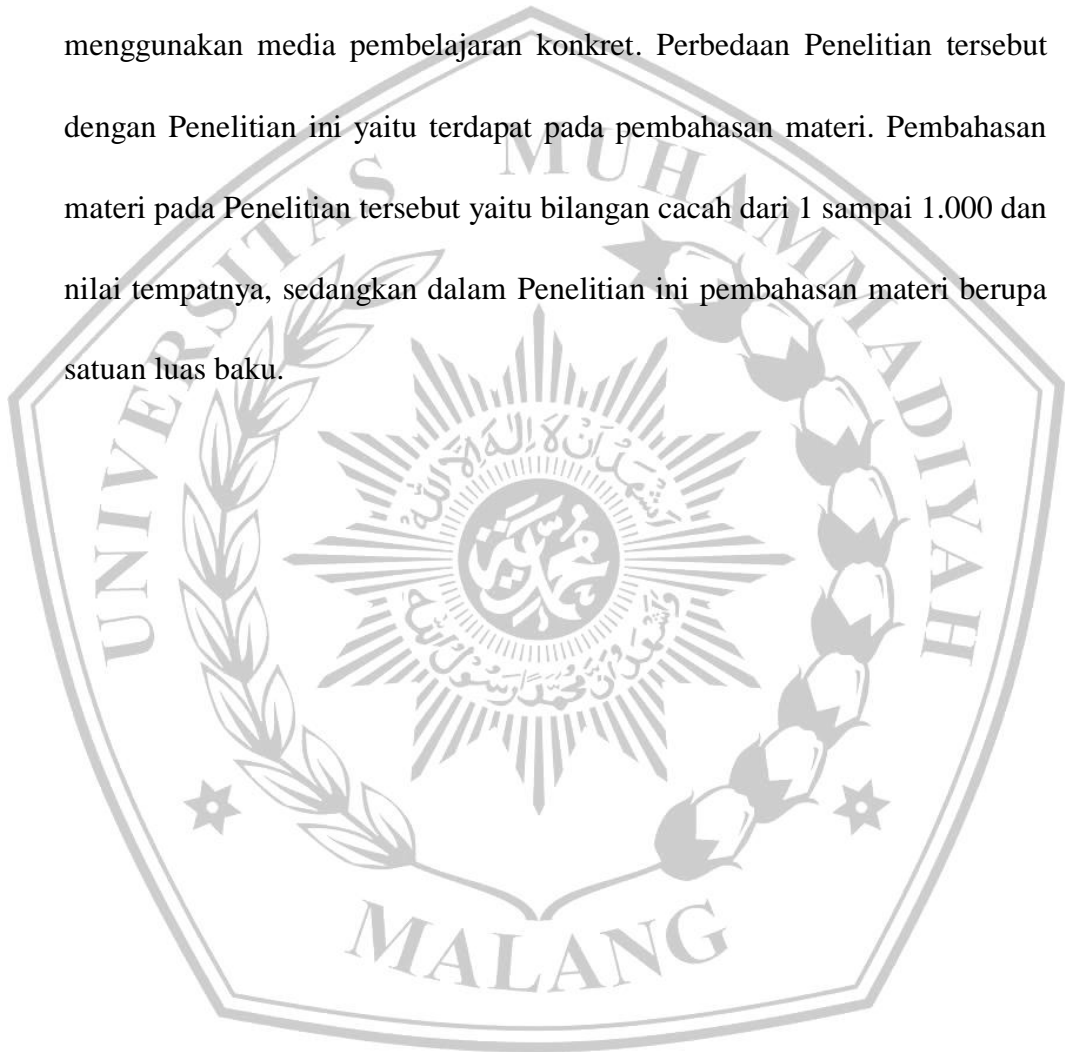 menggunakan media pembelajaran konkret. Perbedaan Penelitian tersebut
dengan Penelitian ini yaitu terdapat pada pembahasan materi. Pembahasan
materi pada Penelitian tersebut yaitu bilangan cacah dari 1 sampai 1.000 dan
nilai tempatnya, sedangkan dalam Penelitian ini pembahasan materi berupa
satuan luas baku.
UNIVERSITAS MUHAMMADIYAH
MALANG